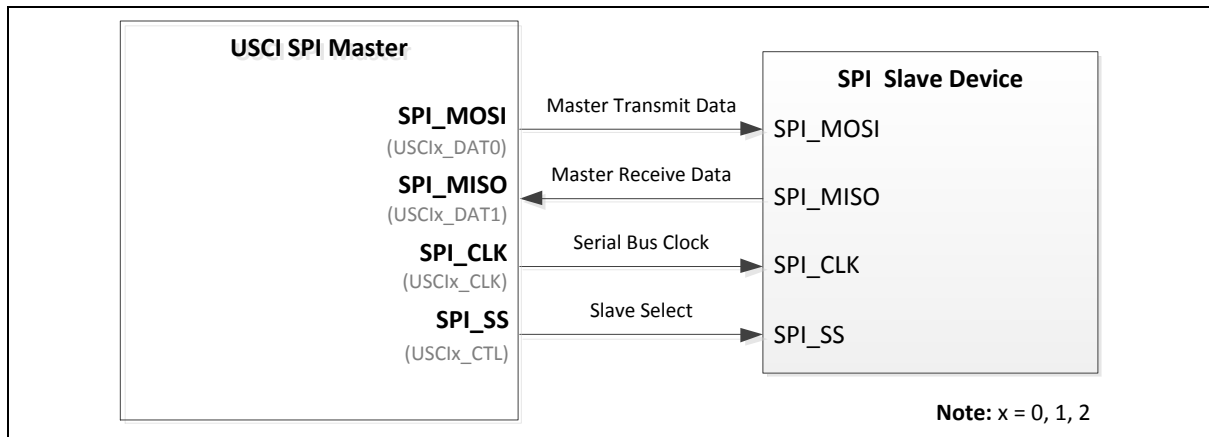 USCI SPI Master
SPI Slave Device
SPI_MOSI
(USCIx_DAT0)
Master Transmit Data
SPI_MOSI
SPI_MISO
(USCIx_DAT1)
Master Receive Data
SPI_MISO
SPI_CLK
(USCIx_CLK)
Serial Bus Clock
SPI_CLK
SPI_SS
(USCIx_CTL)
Slave Select
SPI_SS
Note: x = 0, 1, 2